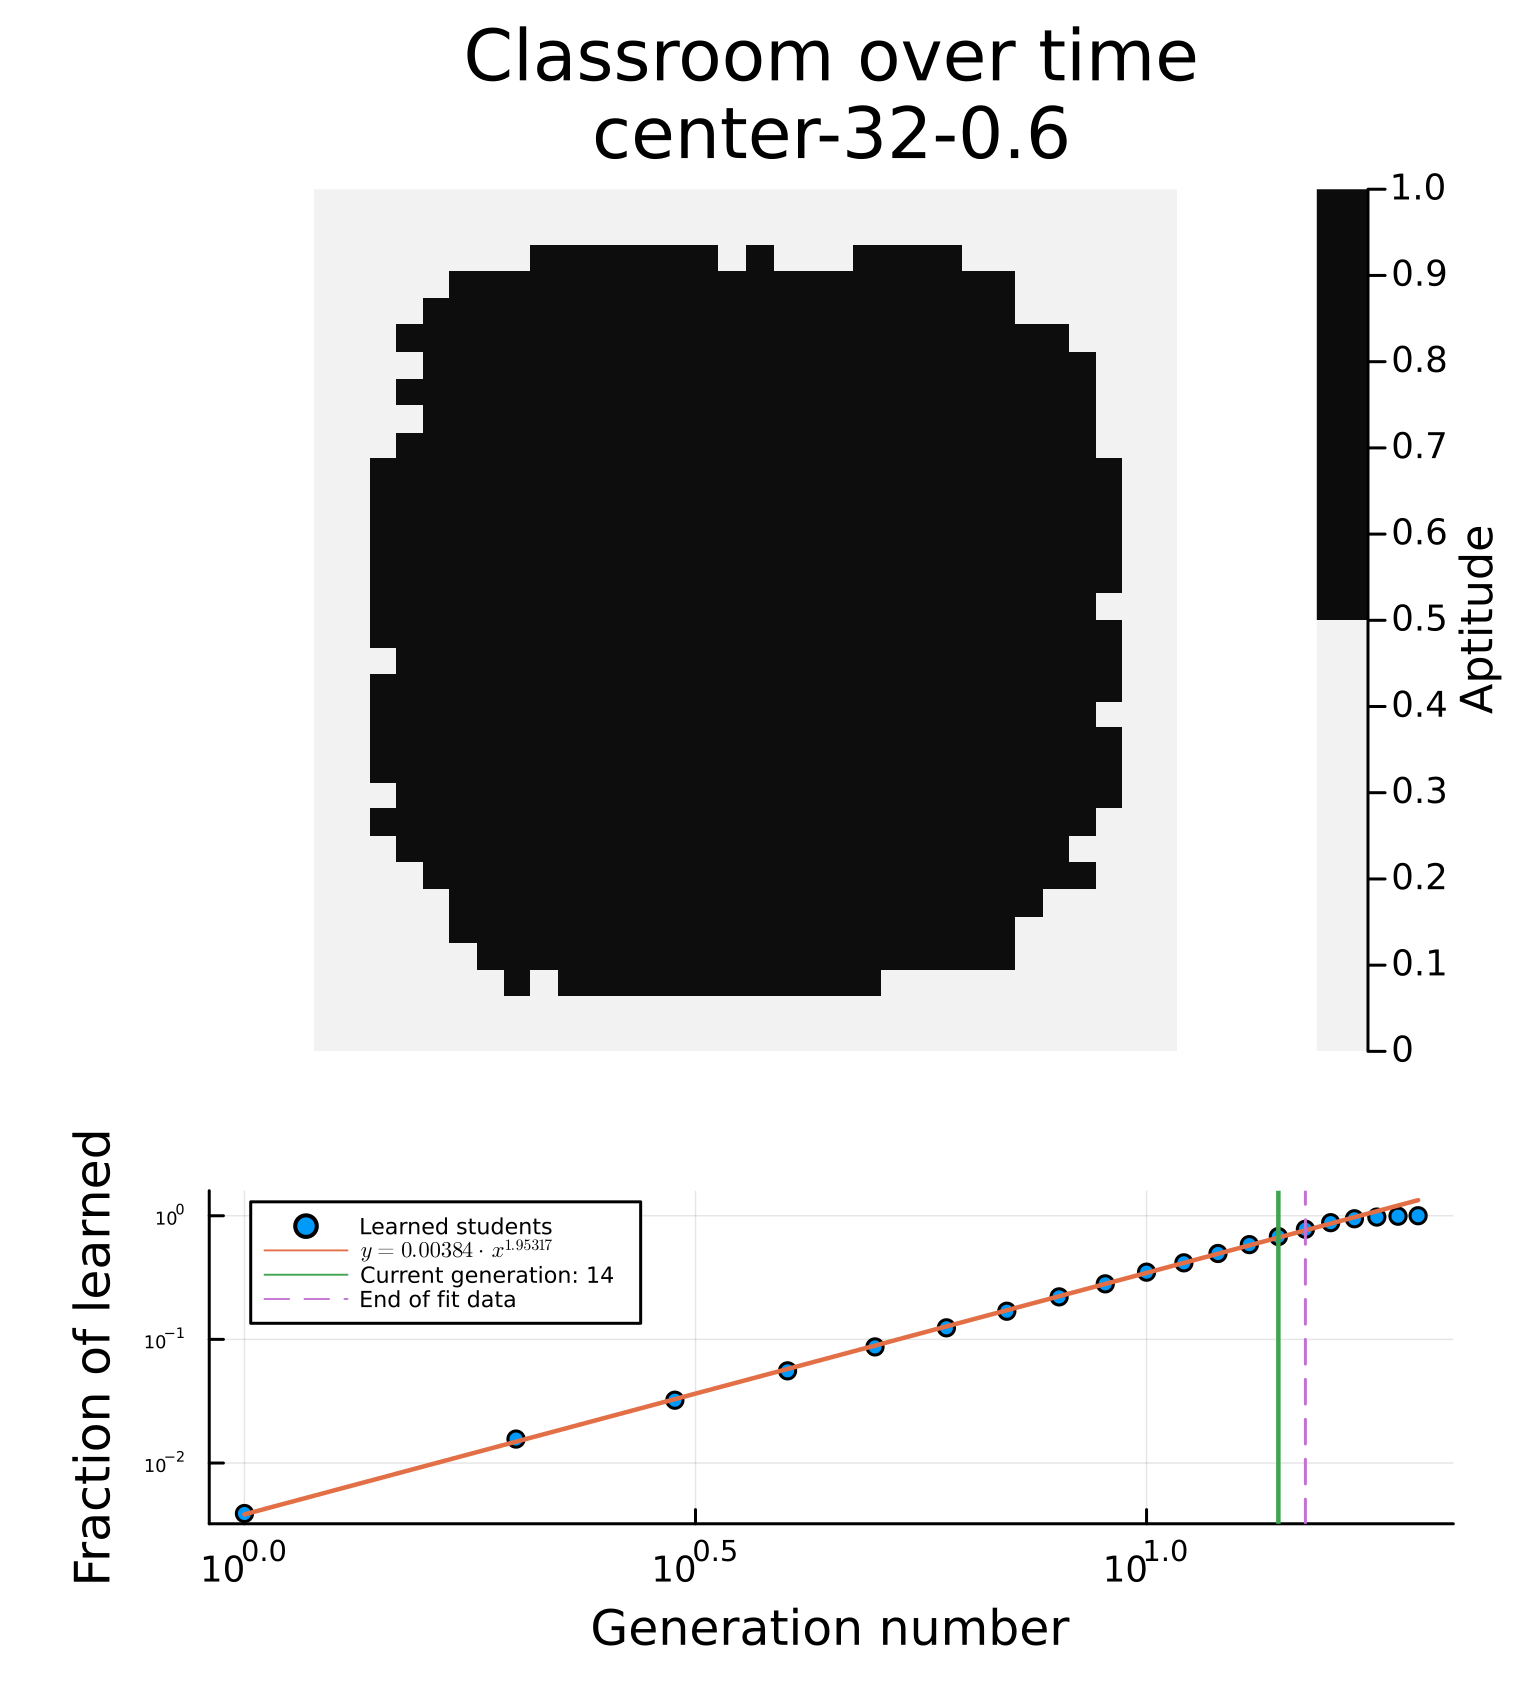 Classroom over time
center-32-0.6
1.0
0.9
0.8
0.7
0.6
0.5
0.4
0.3
0.2
0.1
0
Aptitude
Fraction of learned
10⁰
10⁻¹
10⁻²
Learned students
y = 0.00384 · x^1.95317
Current generation: 14
End of fit data
10^0.0
10^0.5
10^1.0
Generation number